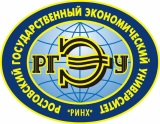 РОСТОВСКИЙ ГОСУДАРСТВЕННЫЙ ЭКОНОМИЧЕСКИЙ УНИВЕРСИТЕТ
РГЭУ
"РИНХ"